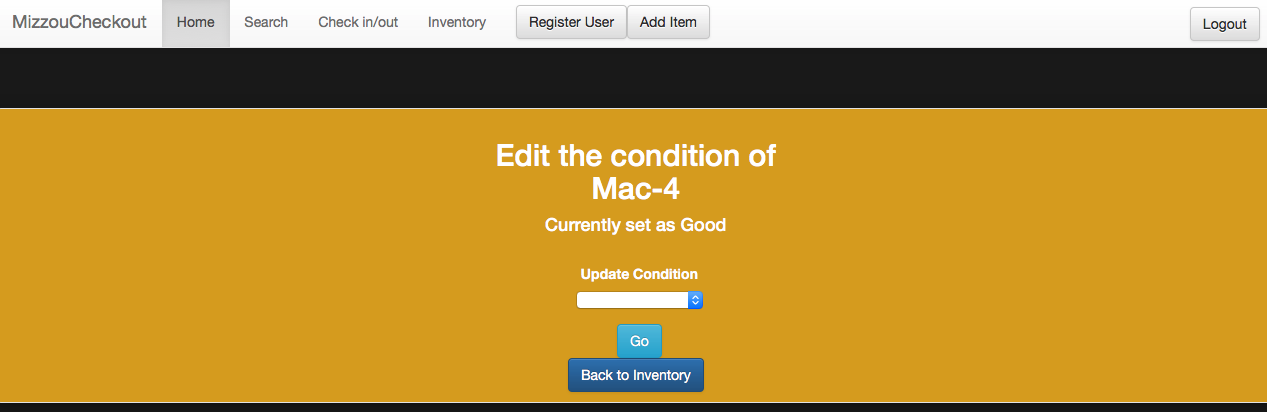 MizzouCheckout Home Search Check in/out Inventory Register User Add Item Logout
Edit the condition of
Mac-4
Currently set as Good
Update Condition
Go
Back to Inventory